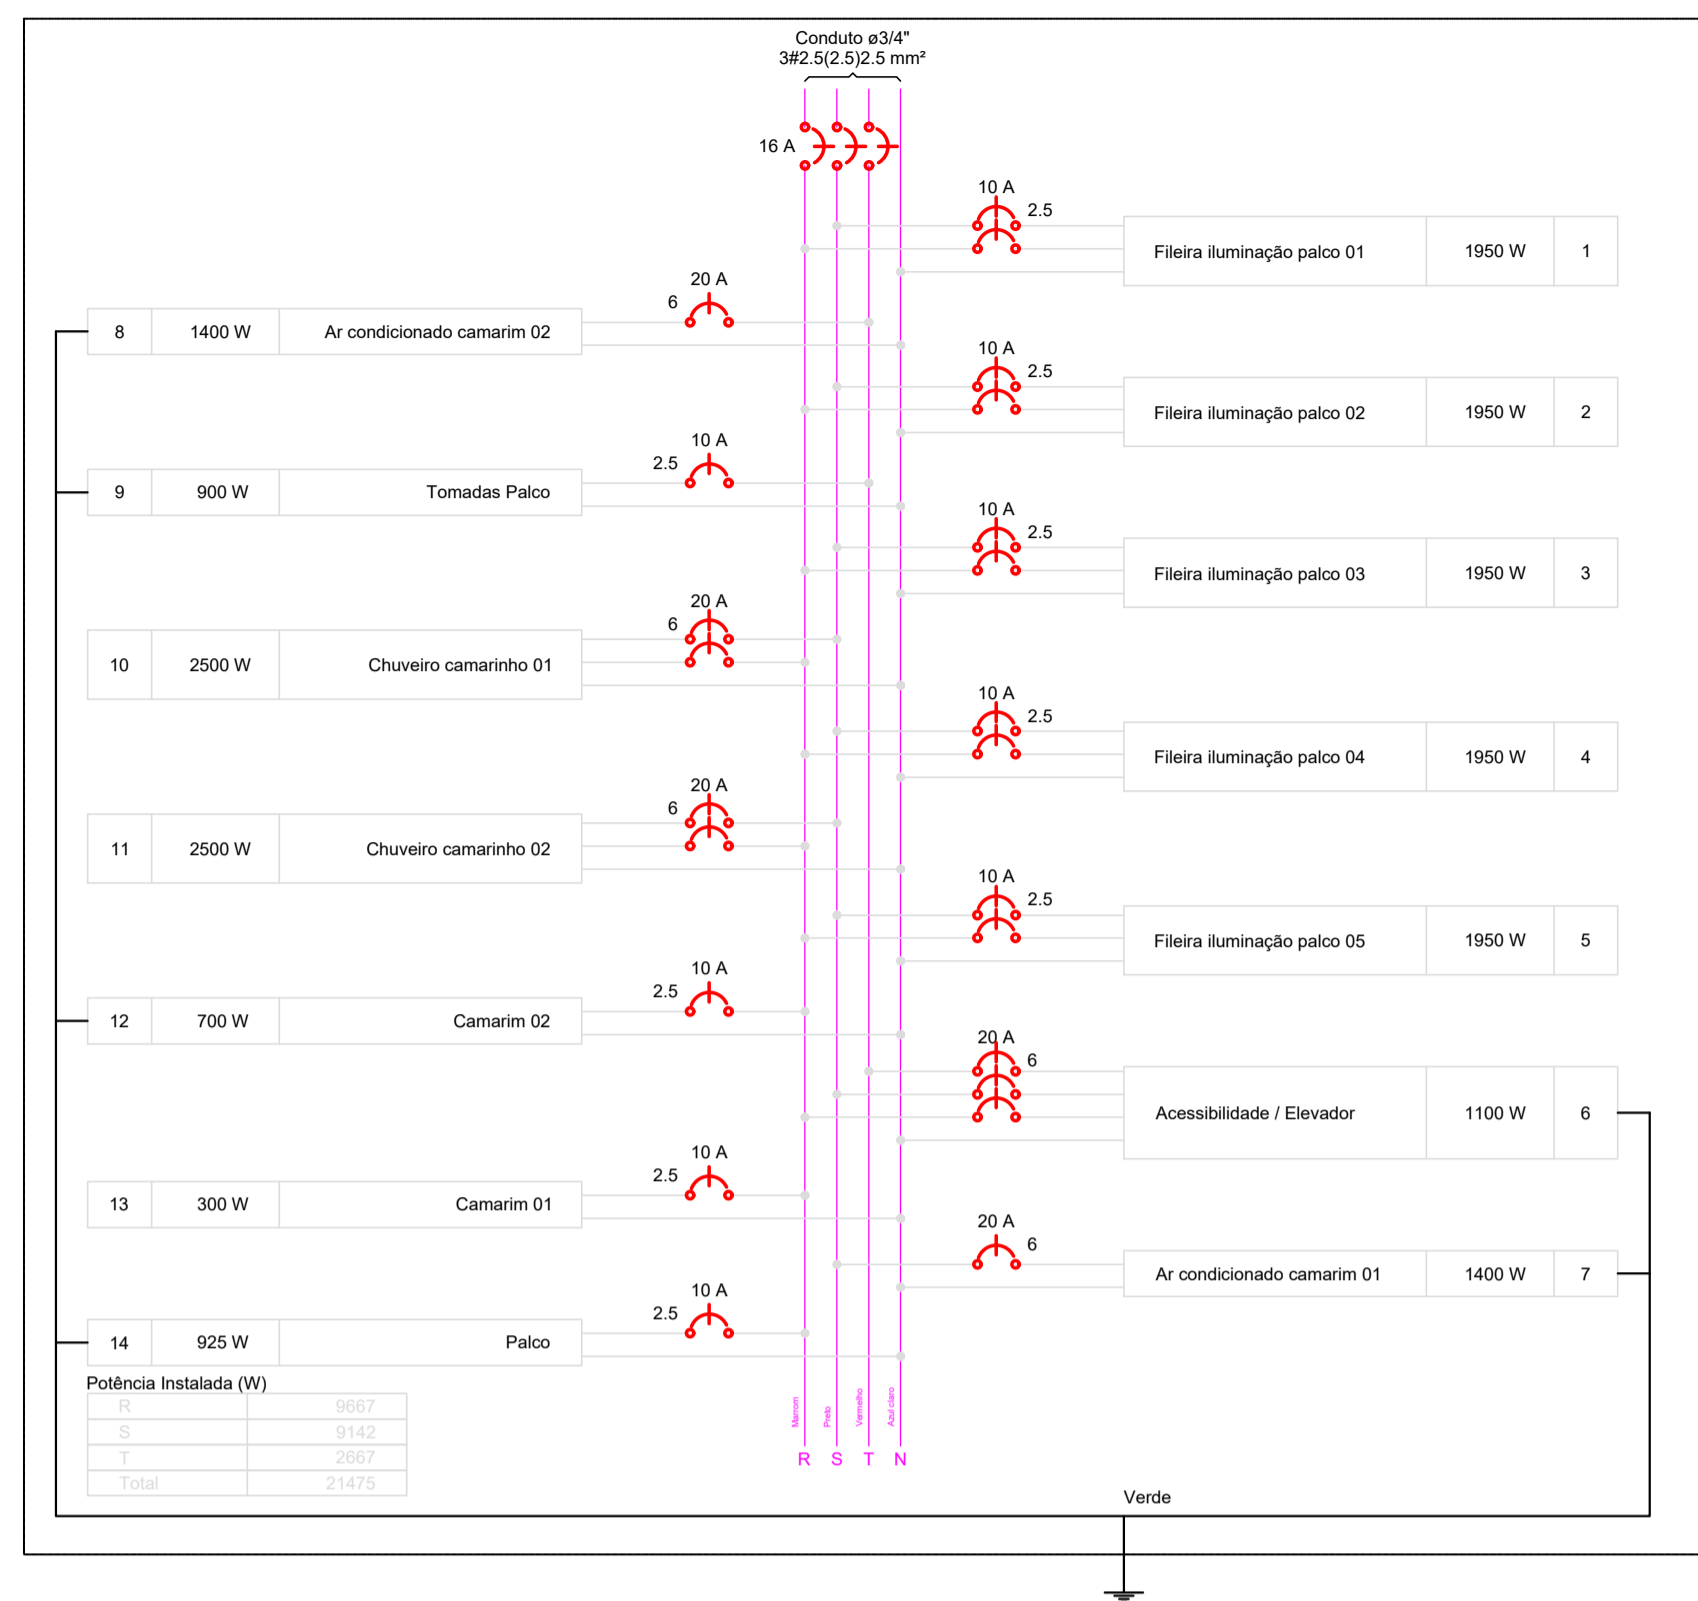 Conduto ø3/4"
3#2.5(2.5)2.5 mm²
16 A
10 A
2.5
Fileira iluminação palco 01 1950 W 1
20 A
6
8 1400 W Ar condicionado camarim 02
10 A
2.5
Fileira iluminação palco 02 1950 W 2
10 A
2.5
9 900 W Tomadas Palco
10 A
2.5
Fileira iluminação palco 03 1950 W 3
20 A
6
10 2500 W Chuveiro camarinho 01
10 A
2.5
Fileira iluminação palco 04 1950 W 4
20 A
6
11 2500 W Chuveiro camarinho 02
10 A
2.5
Fileira iluminação palco 05 1950 W 5
10 A
2.5
12 700 W Camarim 02
20 A
6
Acessibilidade / Elevador 1100 W 6
10 A
2.5
13 300 W Camarim 01
20 A
6
Ar condicionado camarim 01 1400 W 7
10 A
2.5
14 925 W Palco
Potência Instalada (W)
R 9667
S 9142
T 2667
Total 21475
Marrom
Preto
Vermelho
Azul claro
R S T N
Verde